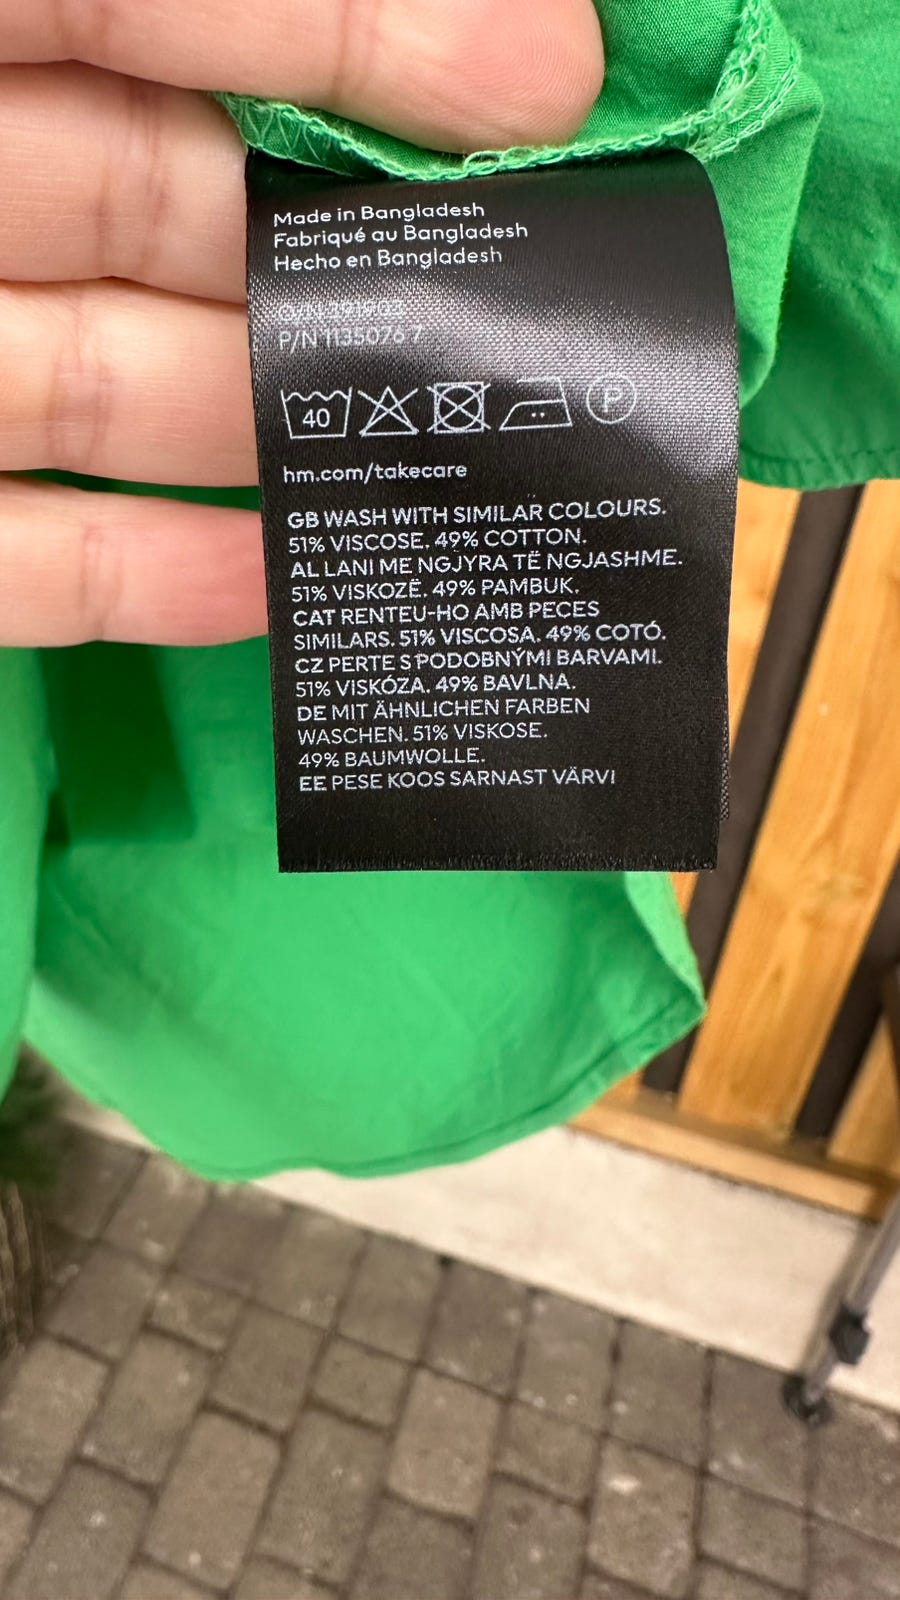 Made in Bangladesh
Fabriqué au Bangladesh
Hecho en Bangladesh
O/N
P/N 1135076 7
40
P
hm.com/takecare
GB WASH WITH SIMILAR COLOURS.
51% VISCOSE. 49% COTTON.
AL LANI ME NGJYRA TË NGJASHME.
51% VISKOZË. 49% PAMBUK.
CAT RENTEU-HO AMB PECES
SIMILARS. 51% VISCOSA. 49% COTÓ.
CZ PERTE S PODOBNÝMI BARVAMI.
51% VISKÓZA. 49% BAVLNA.
DE MIT ÄHNLICHEN FARBEN
WASCHEN. 51% VISKOSE.
49% BAUMWOLLE.
EE PESE KOOS SARNAST VÄRVI